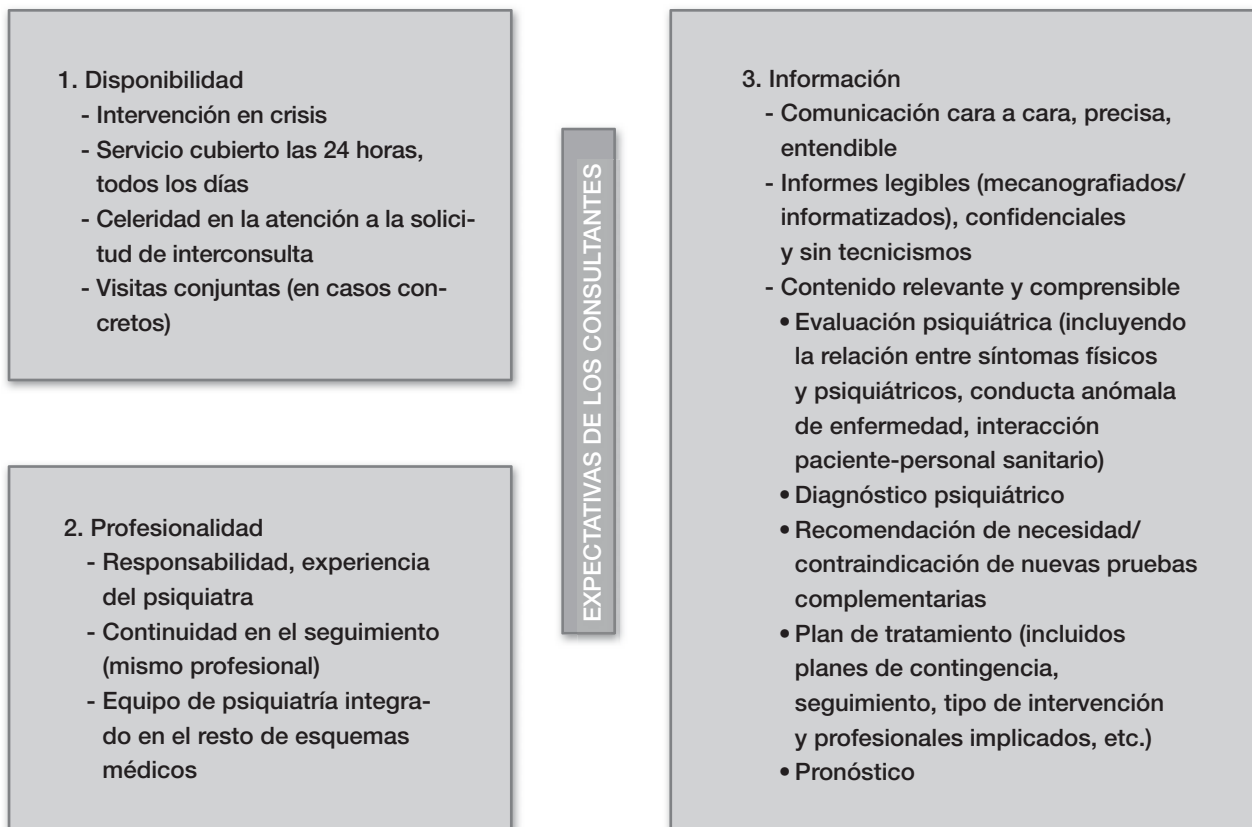 1. Disponibilidad
- Intervención en crisis
- Servicio cubierto las 24 horas,
todos los días
- Celeridad en la atención a la solici-
tud de interconsulta
- Visitas conjuntas (en casos con-
cretos)
2. Profesionalidad
- Responsabilidad, experiencia
del psiquiatra
- Continuidad en el seguimiento
(mismo profesional)
- Equipo de psiquiatría integra-
do en el resto de esquemas
médicos
EXPECTATIVAS DE LOS CONSULTANTES
3. Información
- Comunicación cara a cara, precisa,
entendible
- Informes legibles (mecanografiados/
informatizados), confidenciales
y sin tecnicismos
- Contenido relevante y comprensible
• Evaluación psiquiátrica (incluyendo
la relación entre síntomas físicos
y psiquiátricos, conducta anómala
de enfermedad, interacción
paciente-personal sanitario)
• Diagnóstico psiquiátrico
• Recomendación de necesidad/
contraindicación de nuevas pruebas
complementarias
• Plan de tratamiento (incluidos
planes de contingencia,
seguimiento, tipo de intervención
y profesionales implicados, etc.)
• Pronóstico